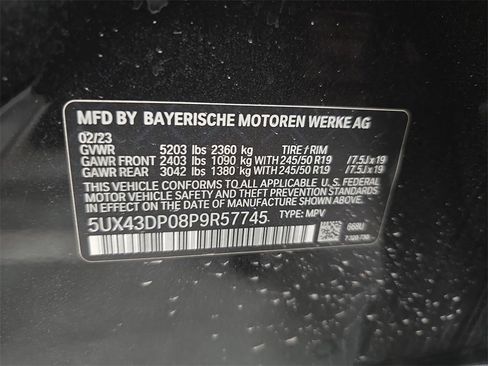 MFD BY BAYERISCHE MOTOREN WERKE AG
02/23
GVWR 5203 lbs 2360 kg TIRE / RIM
GAWR FRONT 2403 lbs 1090 kg WITH 245/50 R19 /7.5J x 19
GAWR REAR 3042 lbs 1380 kg WITH 245/50 R19 /7.5J x 19
THIS VEHICLE CONFORMS TO ALL APPLICABLE U.S. FEDERAL
MOTOR VEHICLE SAFETY AND THEFT PREVENTION STANDARDS
IN EFFECT ON THE DATE OF MANUFACTURE SHOWN ABOVE.
5UX43DP08P9R57745 TYPE: MPV
668U